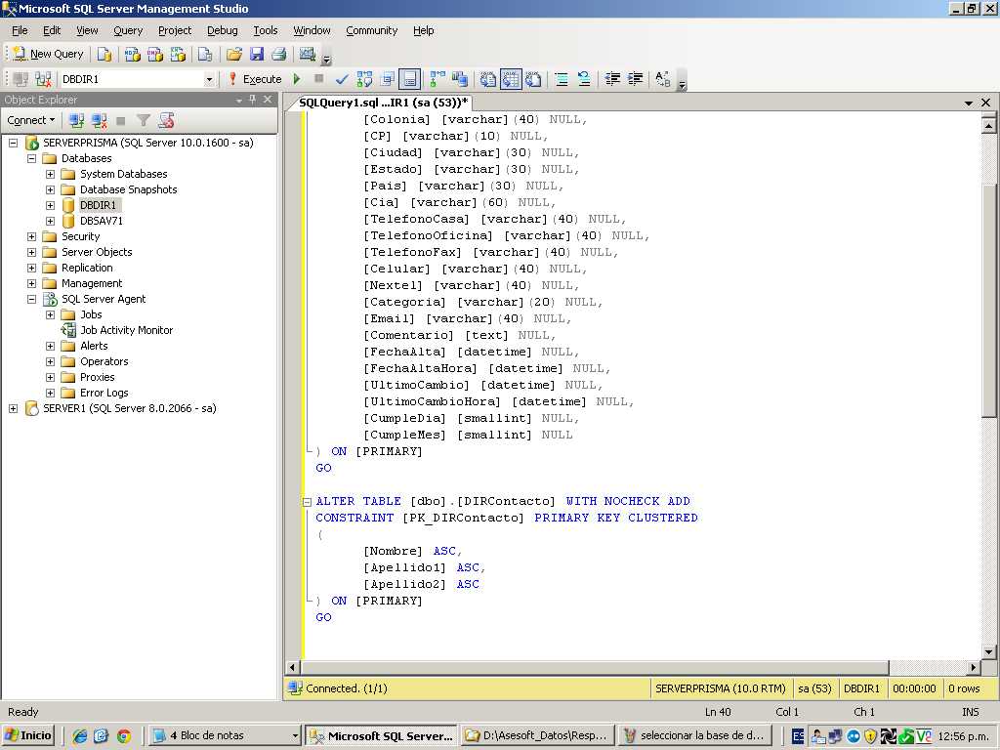 Microsoft SQL Server Management Studio
File Edit View Query Project Debug Tools Window Community Help
New Query
DBDIR1 Execute
Object Explorer
Connect
SERVERPRISMA (SQL Server 10.0.1600 - sa)
Databases
System Databases
Database Snapshots
DBDIR1
DBSAV71
Security
Server Objects
Replication
Management
SQL Server Agent
Jobs
Job Activity Monitor
Alerts
Operators
Proxies
Error Logs
SERVER1 (SQL Server 8.0.2066 - sa)
SQLQuery1.sql ...IR1 (sa (53))*
[Colonia] [varchar](40) NULL,
[CP] [varchar](10) NULL,
[Ciudad] [varchar](30) NULL,
[Estado] [varchar](30) NULL,
[Pais] [varchar](30) NULL,
[Cia] [varchar](60) NULL,
[TelefonoCasa] [varchar](40) NULL,
[TelefonoOficina] [varchar](40) NULL,
[TelefonoFax] [varchar](40) NULL,
[Celular] [varchar](40) NULL,
[Nextel] [varchar](40) NULL,
[Categoria] [varchar](20) NULL,
[Email] [varchar](40) NULL,
[Comentario] [text] NULL,
[FechaAlta] [datetime] NULL,
[FechaAltaHora] [datetime] NULL,
[UltimoCambio] [datetime] NULL,
[UltimoCambioHora] [datetime] NULL,
[CumpleDia] [smallint] NULL,
[CumpleMes] [smallint] NULL
) ON [PRIMARY]
GO
ALTER TABLE [dbo].[DIRContacto] WITH NOCHECK ADD
CONSTRAINT [PK_DIRContacto] PRIMARY KEY CLUSTERED
(
[Nombre] ASC,
[Apellido1] ASC,
[Apellido2] ASC
) ON [PRIMARY]
GO
Connected. (1/1) SERVERPRISMA (10.0 RTM) sa (53) DBDIR1 00:00:00 0 rows
Ready Ln 40 Col 1 Ch 1 INS
Inicio 4 Bloc de notas Microsoft SQL Server... D:\Asesoft_Datos\Resp... seleccionar la base de d... ES 12:56 p.m.